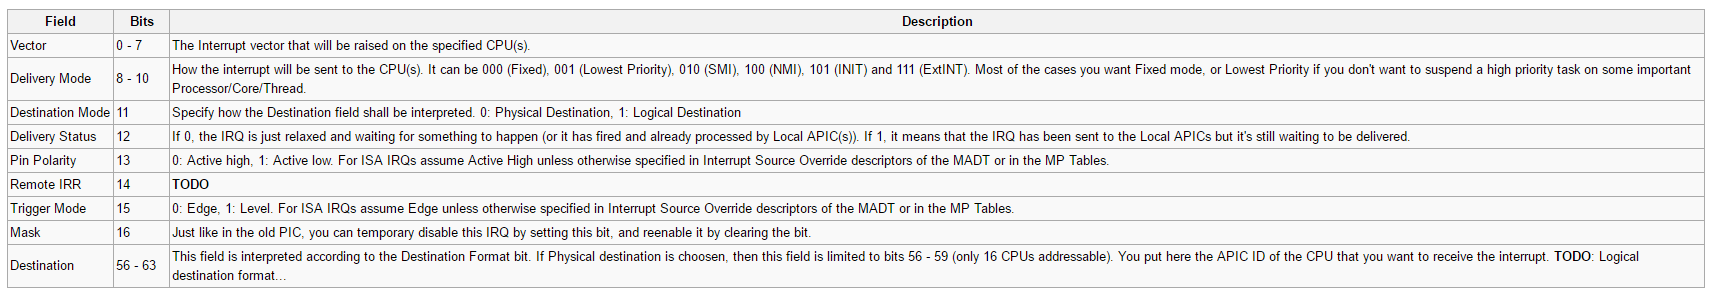 Field Bits Description
Vector 0 - 7 The Interrupt vector that will be raised on the specified CPU(s).
Delivery Mode 8 - 10 How the interrupt will be sent to the CPU(s). It can be 000 (Fixed), 001 (Lowest Priority), 010 (SMI), 100 (NMI), 101 (INIT) and 111 (ExtINT). Most of the cases you want Fixed mode, or Lowest Priority if you don't want to suspend a high priority task on some important
Processor/Core/Thread.
Destination Mode 11 Specify how the Destination field shall be interpreted. 0: Physical Destination, 1: Logical Destination
Delivery Status 12 If 0, the IRQ is just relaxed and waiting for something to happen (or it has fired and already processed by Local APIC(s)). If 1, it means that the IRQ has been sent to the Local APICs but it's still waiting to be delivered.
Pin Polarity 13 0: Active high, 1: Active low. For ISA IRQs assume Active High unless otherwise specified in Interrupt Source Override descriptors of the MADT or in the MP Tables.
Remote IRR 14 TODO
Trigger Mode 15 0: Edge, 1: Level. For ISA IRQs assume Edge unless otherwise specified in Interrupt Source Override descriptors of the MADT or in the MP Tables.
Mask 16 Just like in the old PIC, you can temporary disable this IRQ by setting this bit, and reenable it by clearing the bit.
Destination 56 - 63 This field is interpreted according to the Destination Format bit. If Physical destination is choosen, then this field is limited to bits 56 - 59 (only 16 CPUs addressable). You put here the APIC ID of the CPU that you want to receive the interrupt. TODO: Logical
destination format...